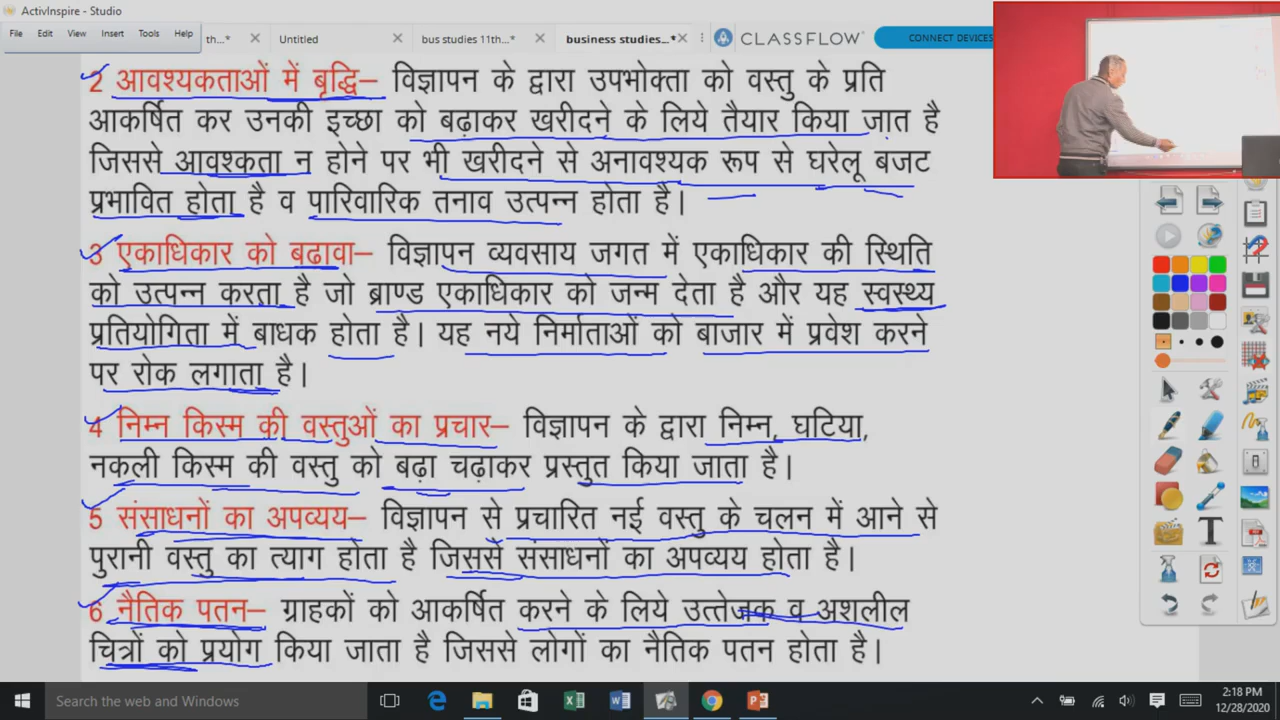 ActivInspire - Studio
File Edit View Insert Tools Help
th...* Untitled bus studies 11th...* business studies...* CLASSFLOW CONNECT DEVICES
2 आवश्यकताओं में बृद्धि– विज्ञापन के द्वारा उपभोक्ता को वस्तु के प्रति
आकर्षित कर उनकी इच्छा को बढ़ाकर खरीदने के लिये तैयार किया जात है
जिससे आवश्कता न होने पर भी खरीदने से अनावश्यक रूप से घरेलू बजट
प्रभावित होता है व पारिवारिक तनाव उत्पन्न होता है।
3 एकाधिकार को बढावा– विज्ञापन व्यवसाय जगत में एकाधिकार की स्थिति
को उत्पन्न करता है जो ब्राण्ड एकाधिकार को जन्म देता है और यह स्वस्थ्य
प्रतियोगिता में बाधक होता है। यह नये निर्माताओं को बाजार में प्रवेश करने
पर रोक लगाता है।
4 निम्न किस्म की वस्तुओं का प्रचार– विज्ञापन के द्वारा निम्न, घटिया,
नकली किस्म की वस्तु को बढ़ा चढ़ाकर प्रस्तुत किया जाता है।
5 संसाधनों का अपव्यय– विज्ञापन से प्रचारित नई वस्तु के चलन में आने से
पुरानी वस्तु का त्याग होता है जिससे संसाधनों का अपव्यय होता है।
6 नैतिक पतन– ग्राहकों को आकर्षित करने के लिये उत्तेजक व अशलील
चित्रों को प्रयोग किया जाता है जिससे लोगों का नैतिक पतन होता है।
Search the web and Windows
2:18 PM
12/28/2020